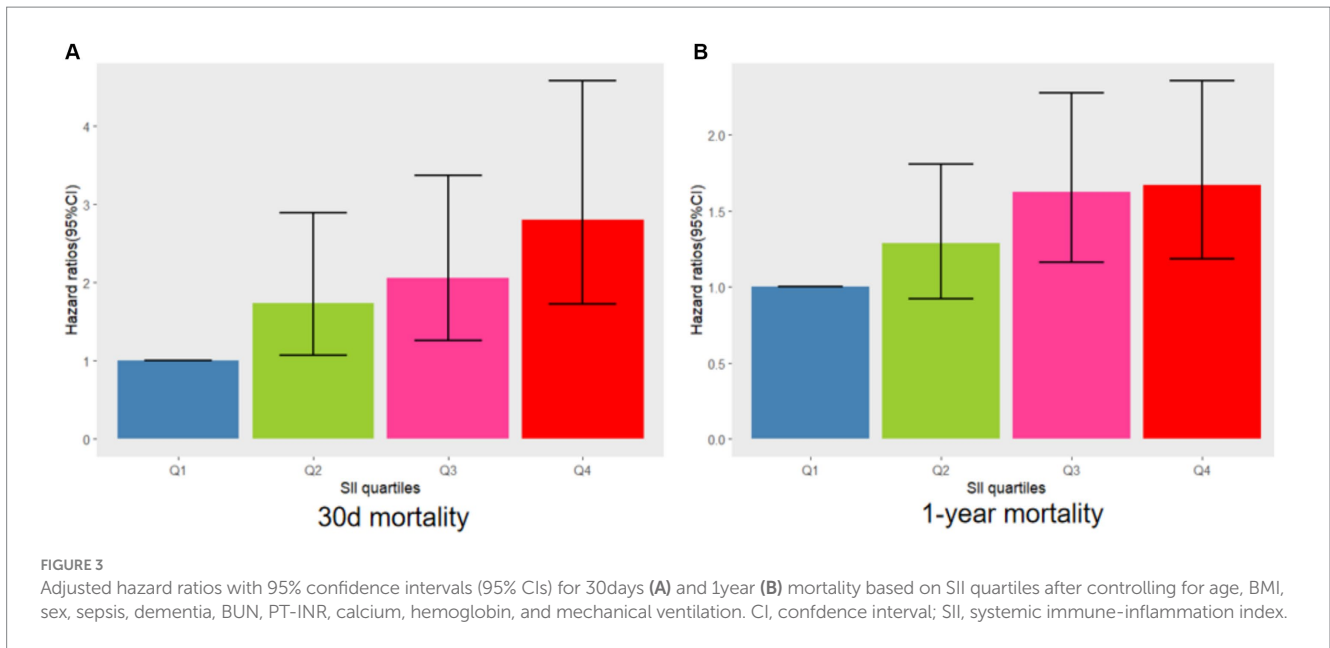 A
Hazard ratios(95%CI)
4
3
2
1
0
Q1 Q2 Q3 Q4
SII quartiles
30d mortality
B
Hazard ratios(95%CI)
2.0
1.5
1.0
0.5
0.0
Q1 Q2 Q3 Q4
SII quartiles
1-year mortality
FIGURE 3
Adjusted hazard ratios with 95% confidence intervals (95% CIs) for 30days (A) and 1year (B) mortality based on SII quartiles after controlling for age, BMI,
sex, sepsis, dementia, BUN, PT-INR, calcium, hemoglobin, and mechanical ventilation. CI, confdence interval; SII, systemic immune-inflammation index.